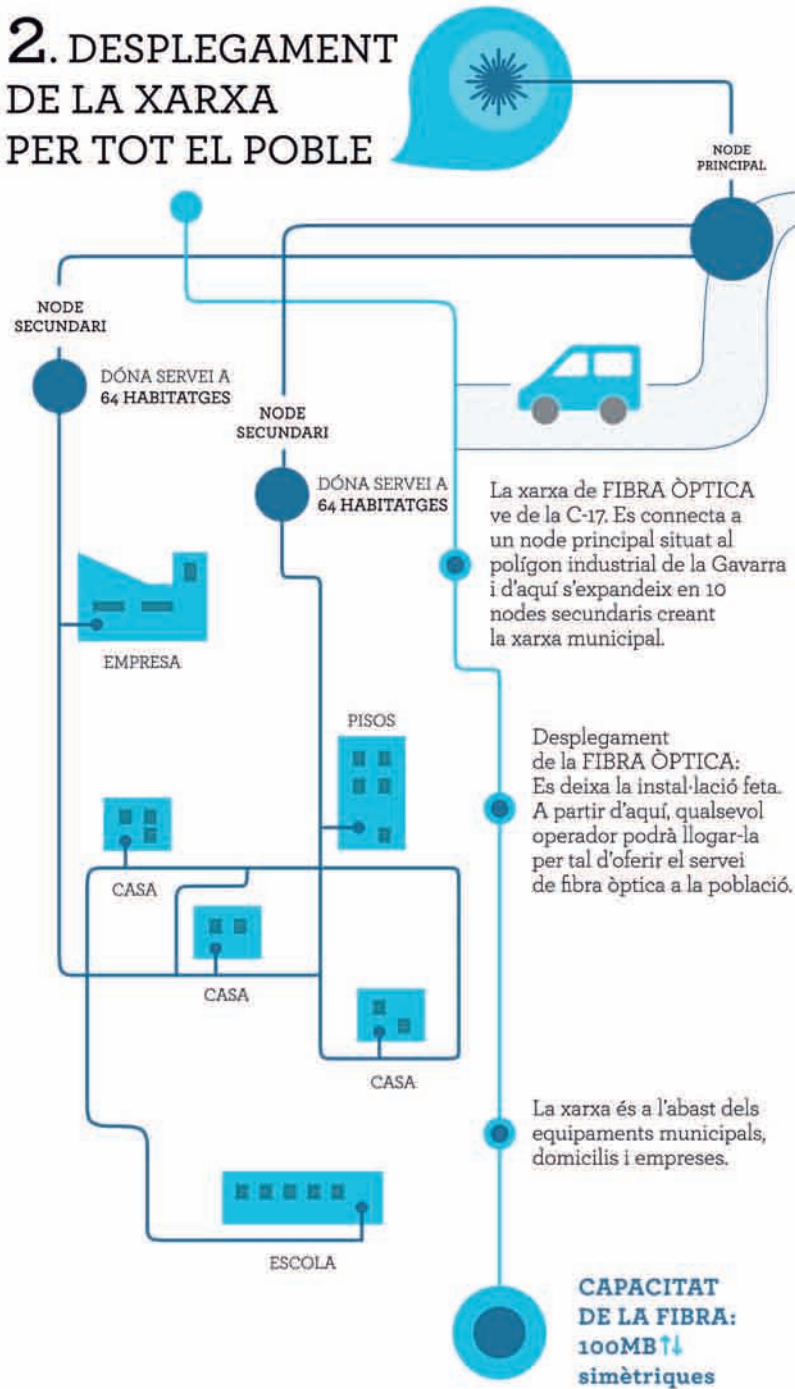 2. DESPLEGAMENT
DE LA XARXA
PER TOT EL POBLE
NODE
PRINCIPAL
NODE
SECUNDARI
DÓNA SERVEI A
64 HABITATGES
NODE
SECUNDARI
DÓNA SERVEI A
64 HABITATGES
La xarxa de FIBRA ÒPTICA
ve de la C-17. Es connecta a
un node principal situat al
polígon industrial de la Gavarra
i d'aquí s'expandeix en 10
nodes secundaris creant
la xarxa municipal.
EMPRESA
PISOS
Desplegament
de la FIBRA ÒPTICA:
Es deixa la instal·lació feta.
A partir d'aquí, qualsevol
operador podrà llogar-la
per tal d'oferir el servei
de fibra òptica a la població.
CASA
CASA
CASA
La xarxa és a l'abast dels
equipaments municipals,
domicilis i empreses.
ESCOLA
CAPACITAT
DE LA FIBRA:
100MB↑↓
simètriques